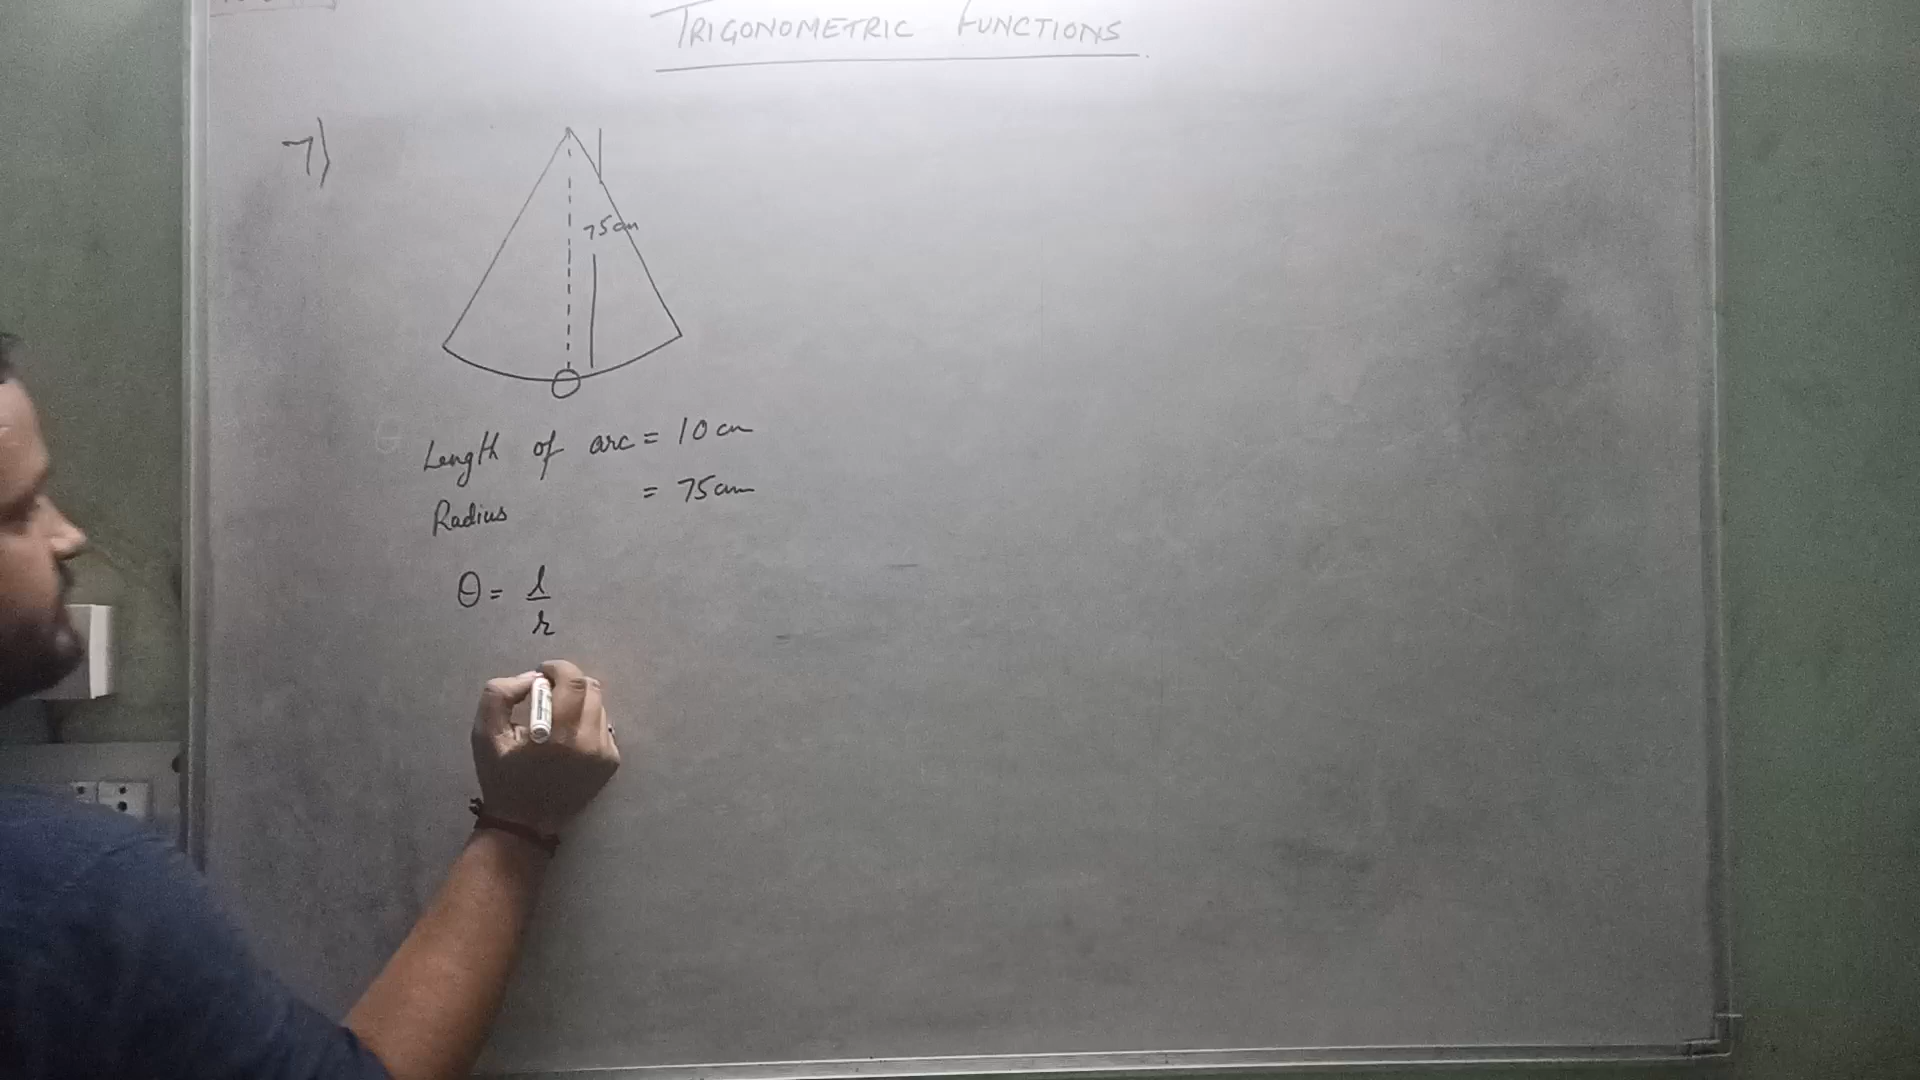 TRIGONOMETRIC FUNCTIONS
7)
75cm
Length of arc = 10 cm
Radius = 75cm
θ = l/r